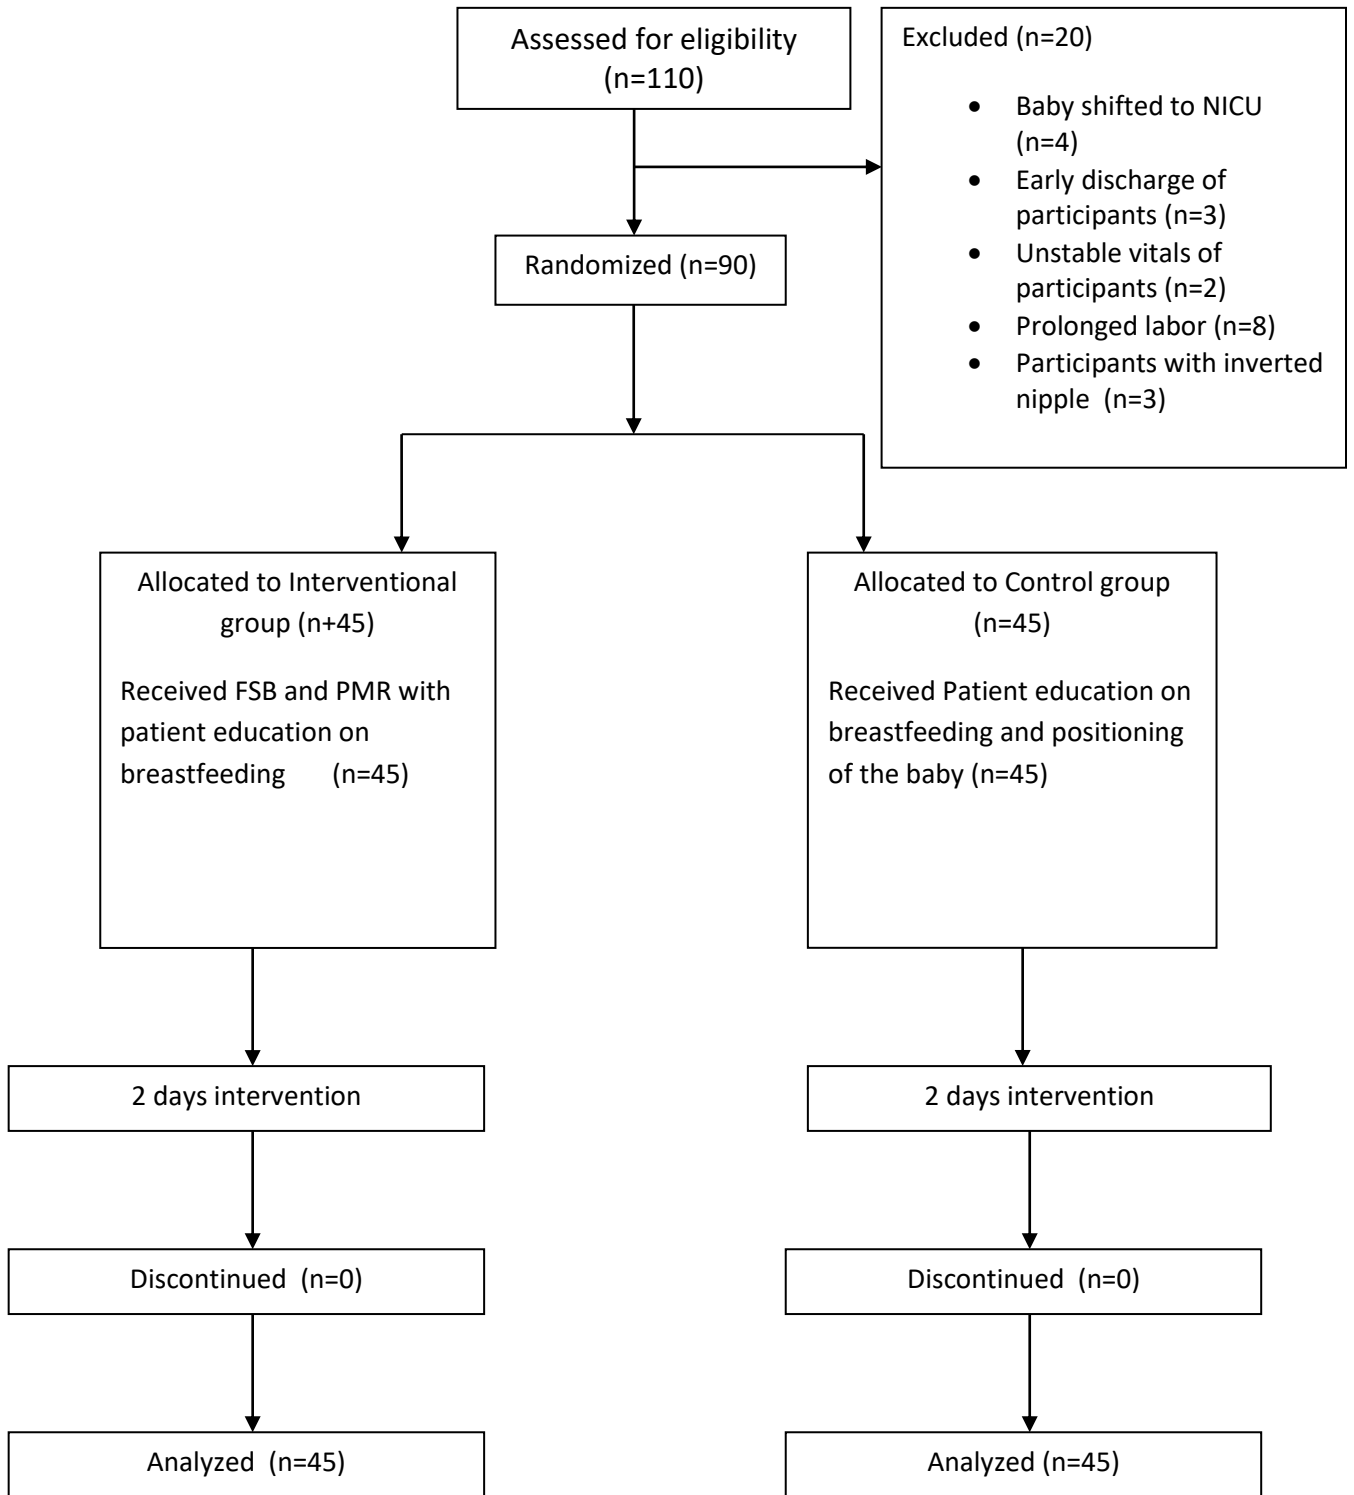 Assessed for eligibility
(n=110)
Excluded (n=20)
• Baby shifted to NICU
(n=4)
• Early discharge of
participants (n=3)
• Unstable vitals of
participants (n=2)
• Prolonged labor (n=8)
• Participants with inverted
nipple (n=3)
Randomized (n=90)
Allocated to Interventional
group (n+45)
Received FSB and PMR with
patient education on
breastfeeding (n=45)
Allocated to Control group
(n=45)
Received Patient education on
breastfeeding and positioning
of the baby (n=45)
2 days intervention
2 days intervention
Discontinued (n=0)
Discontinued (n=0)
Analyzed (n=45)
Analyzed (n=45)